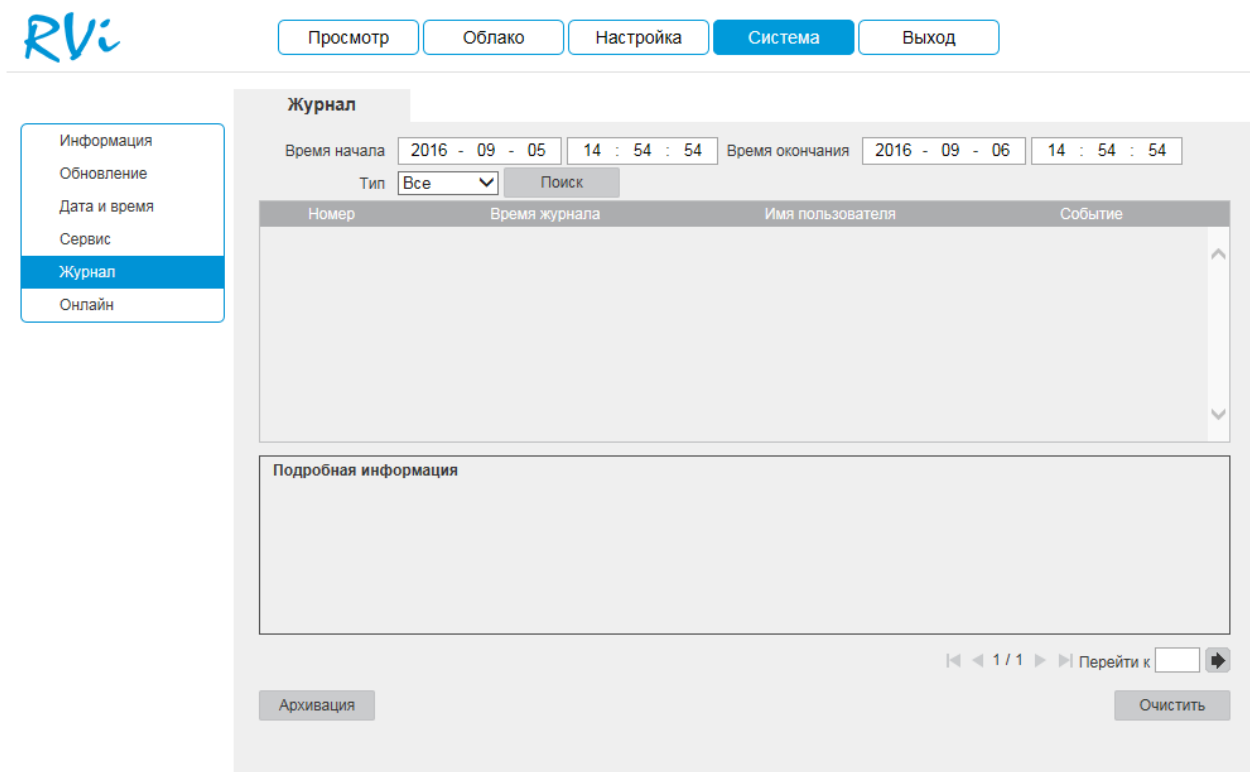 RVi
Просмотр Облако Настройка Система Выход
Журнал
Информация
Обновление
Дата и время
Сервис
Журнал
Онлайн
Время начала 2016 - 09 - 05 14 : 54 : 54 Время окончания 2016 - 09 - 06 14 : 54 : 54
Тип Все Поиск
Номер Время журнала Имя пользователя Событие
Подробная информация
1 / 1 Перейти к
Архивация Очистить